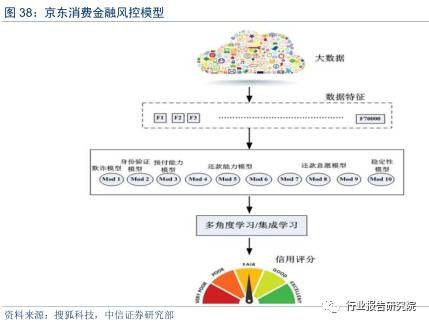 图 38：京东消费金融风控模型
大数据
数据特征
F1 F2 F3 F70000
欺诈模型 身份验证模型 预付能力模型 还款能力模型 还款意愿模型 稳定性模型
Mod 1 Mod 2 Mod 3 Mod 4 Mod 5 Mod 6 Mod 7 Mod 8 Mod 9 Mod 10
多角度学习/集成学习
信用评分
VERY POOR POOR FAIR GOOD EXCELLENT
行业报告研究院
资料来源：搜狐科技，中信证券研究部